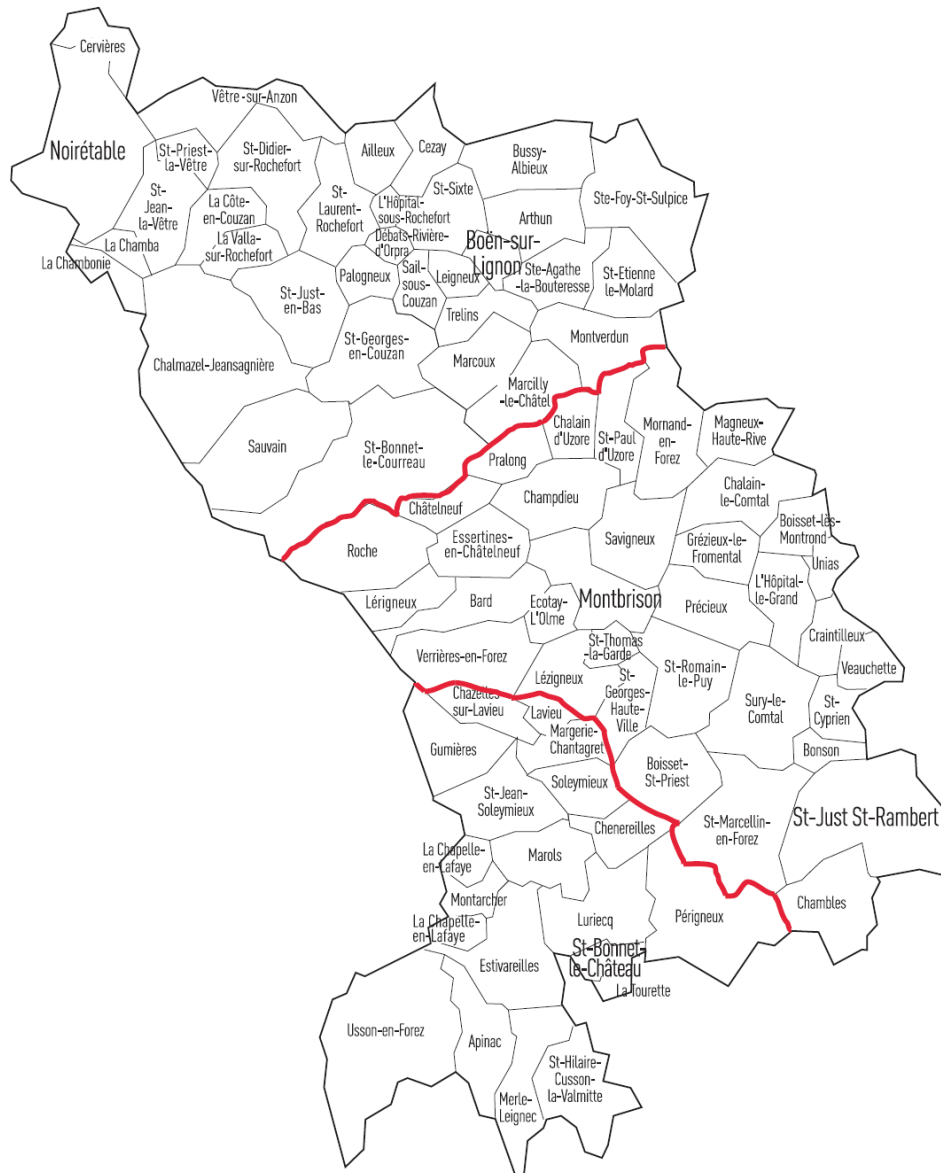 Cervières
Vêtre-sur-Anzon
Noirétable
St-Priest-
la-Vêtre
St-Didier-
sur-Rochefort
Ailleux
Cezay
Bussy-
Albieux
St-
Jean-
la-Vêtre
La Côte-
en-Couzan
St-
Laurent-
Rochefort
L'Hôpital-
sous-Rochefort
St-Sixte
Ste-Foy-St-Sulpice
Arthun
La Chamba
La Chambonie
La Valla-
sur-Rochefort
Débats-Rivière-
d'Orpra
Boën-sur-
Lignon
Palogneux
Sail-
sous-
Couzan
Leigneux
Ste-Agathe
-la-Bouteresse
St-Etienne
le-Molard
St-Just-
en-Bas
Trelins
Montverdun
St-Georges-
en-Couzan
Marcoux
Chalmazel-Jeansagnière
Marcilly
-le-Châtel
Sauvain
St-Bonnet-
le-Courreau
Pralong
Chalain
d'Uzore
St-Paul
d'Uzore
Mornand-
en-
Forez
Magneux-
Haute-Rive
Chalain-
le-Comtal
Châtelneuf
Champdieu
Boisset-lès-
Montrond
Roche
Essertines-
en-Châtelneuf
Savigneux
Grézieux-le-
Fromental
Unias
L'Hôpital-
le-Grand
Lérigneux
Bard
Ecotay-
L'Olme
Montbrison
Précieux
Craintilleux
Verrières-en-Forez
St-Thomas
-la-Garde
Lézigneux
St-
Georges-
Haute-
Ville
St-Romain-
le-Puy
Veauchette
Chazelles-
sur-Lavieu
Lavieu
Sury-le-
Comtal
St-
Cyprien
Margerie-
Chantagret
Gumières
Bonson
Boisset-
St-Priest
Soleymieux
St-Jean-
Soleymieux
St-Just St-Rambert
St-Marcellin-
en-Forez
Chenereilles
La Chapelle-
en-Lafaye
Marols
Montarcher
Chambles
La Chapelle-
en-Lafaye
Luriecq
Périgneux
St-Bonnet-
le-Château
Estivareilles
La Tourette
Usson-en-Forez
Apinac
St-Hilaire-
Cusson-
la-Valmitte
Merle-
Leignec